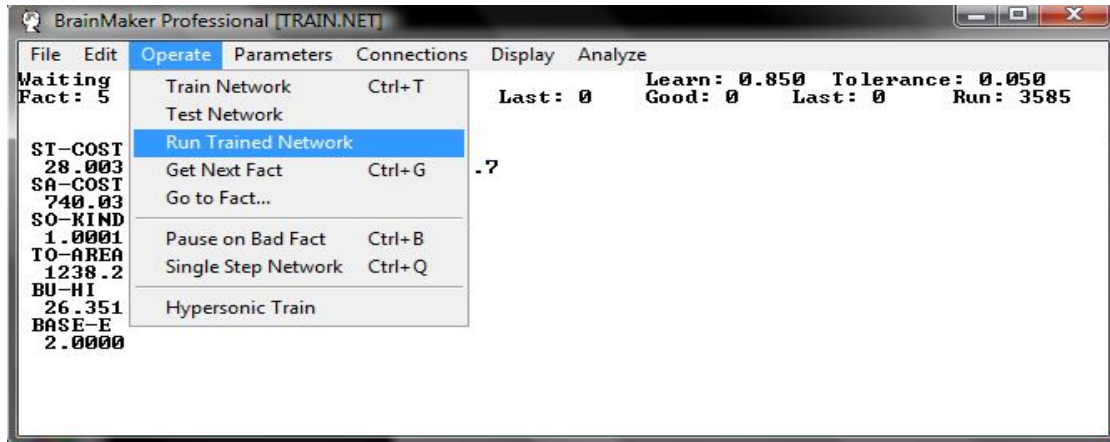 BrainMaker Professional [TRAIN.NET]
File Edit Operate Parameters Connections Display Analyze
Waiting Learn: 0.850 Tolerance: 0.050
Fact: 5 Last: 0 Good: 0 Last: 0 Run: 3585
Train Network Ctrl+T
Test Network
Run Trained Network
Get Next Fact Ctrl+G
Go to Fact...
Pause on Bad Fact Ctrl+B
Single Step Network Ctrl+Q
Hypersonic Train
ST-COST
28.003 .7
SA-COST
740.03
SO-KIND
1.0001
TO-AREA
1238.2
BU-HI
26.351
BASE-E
2.0000